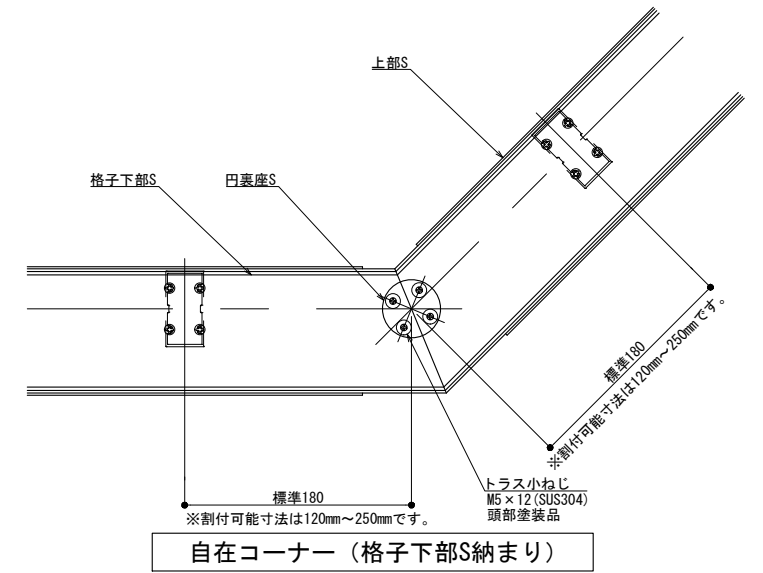 上部S
格子下部S
円裏座S
標準180
※割付可能寸法は120mm～250mmです。
トラス小ねじ
M5×12(SUS304)
頭部塗装品
標準180
※割付可能寸法は120mm～250mmです。
自在コーナー（格子下部S納まり）